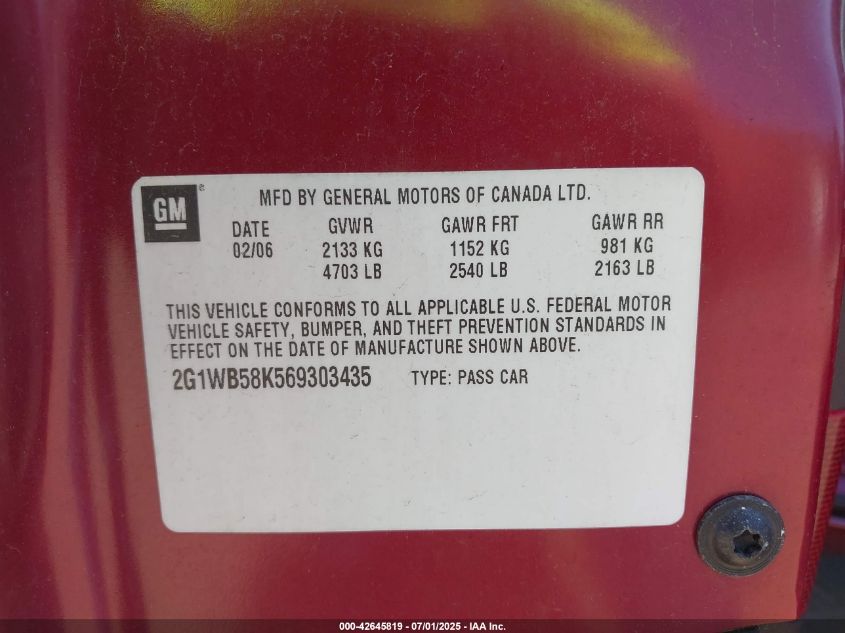 GM®
MFD BY GENERAL MOTORS OF CANADA LTD.
DATE GVWR GAWR FRT GAWR RR
02/06 2133 KG 1152 KG 981 KG
4703 LB 2540 LB 2163 LB
THIS VEHICLE CONFORMS TO ALL APPLICABLE U.S. FEDERAL MOTOR
VEHICLE SAFETY, BUMPER, AND THEFT PREVENTION STANDARDS IN
EFFECT ON THE DATE OF MANUFACTURE SHOWN ABOVE.
2G1WB58K569303435 TYPE: PASS CAR
000-42645819 - 07/01/2025 - IAA Inc.